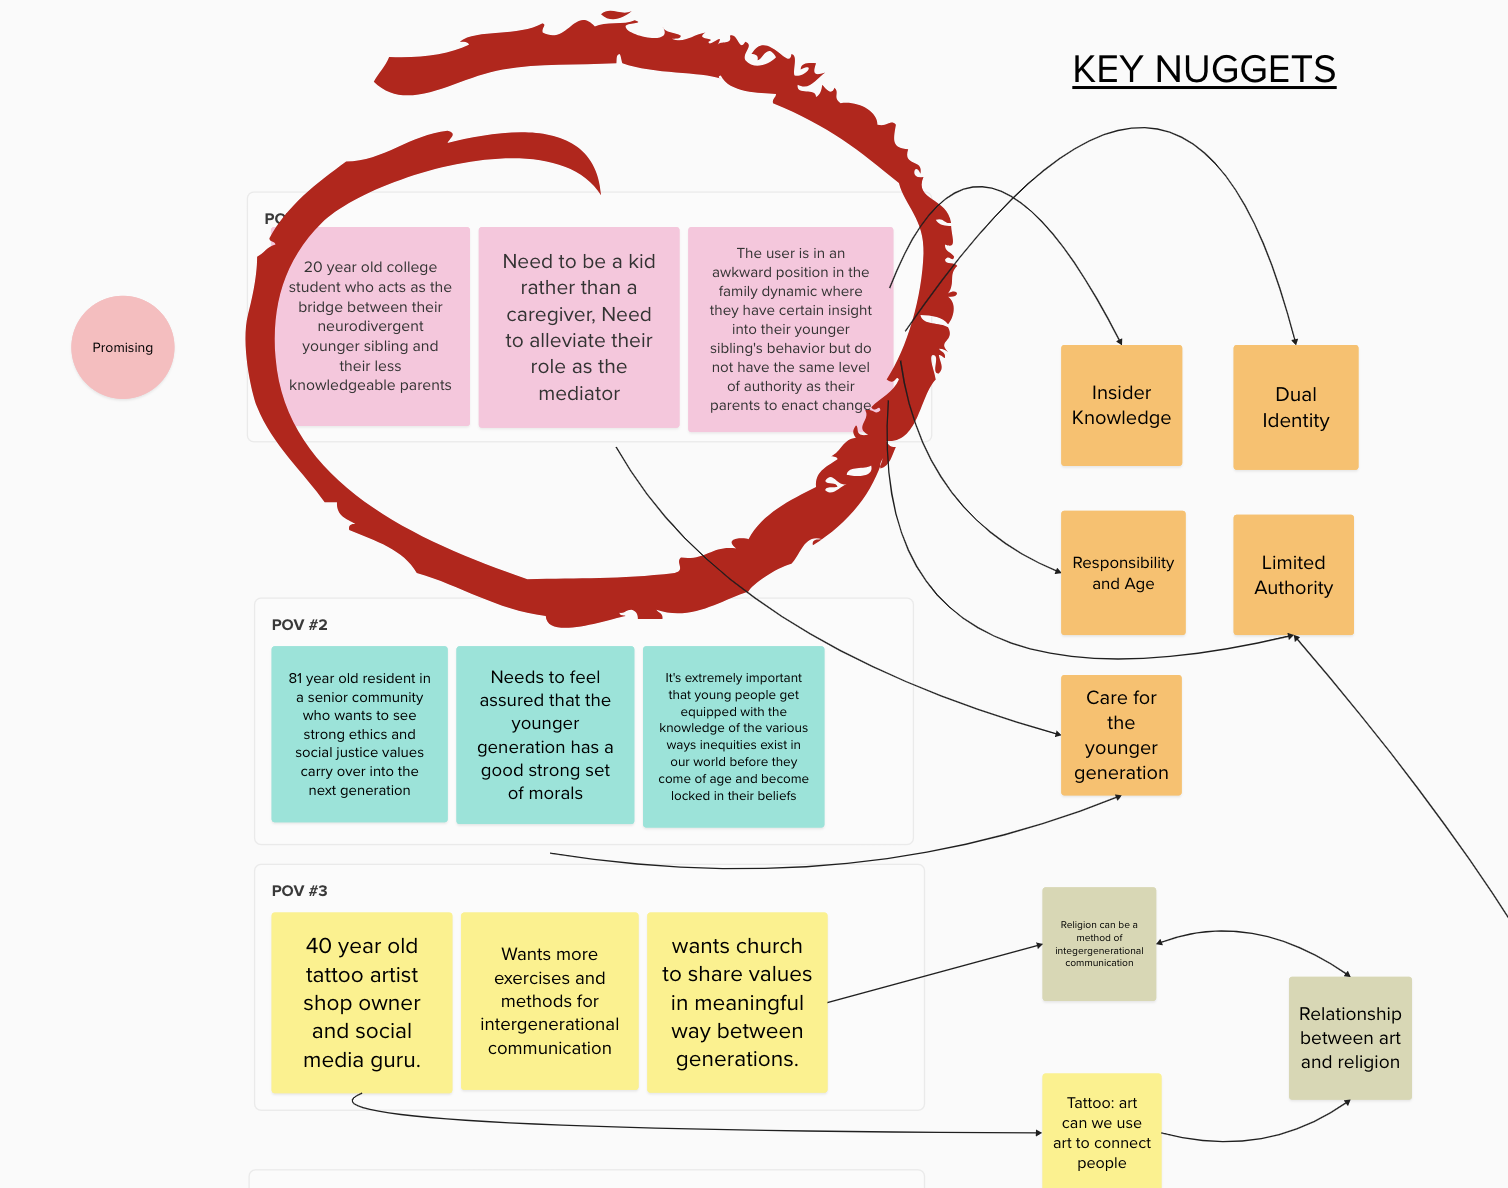 KEY NUGGETS
PO
20 year old college
student who acts as the
bridge between their
neurodivergent
younger sibling and
their less
knowledgeable parents
Need to be a kid
rather than a
caregiver, Need
to alleviate their
role as the
mediator
The user is in an
awkward position in the
family dynamic where
they have certain insight
into their younger
sibling's behavior but do
not have the same level
of authority as their
parents to enact change
Promising
Insider
Knowledge
Dual
Identity
Responsibility
and Age
Limited
Authority
POV #2
81 year old resident in
a senior community
who wants to see
strong ethics and
social justice values
carry over into the
next generation
Needs to feel
assured that the
younger
generation has a
good strong set
of morals
It's extremely important
that young people get
equipped with the
knowledge of the various
ways inequities exist in
our world before they
come of age and become
locked in their beliefs
Care for
the
younger
generation
POV #3
40 year old
tattoo artist
shop owner
and social
media guru.
Wants more
exercises and
methods for
intergenerational
communication
wants church
to share values
in meaningful
way between
generations.
Religion can be a
method of
integergenerational
communication
Relationship
between art
and religion
Tattoo: art
can we use
art to connect
people